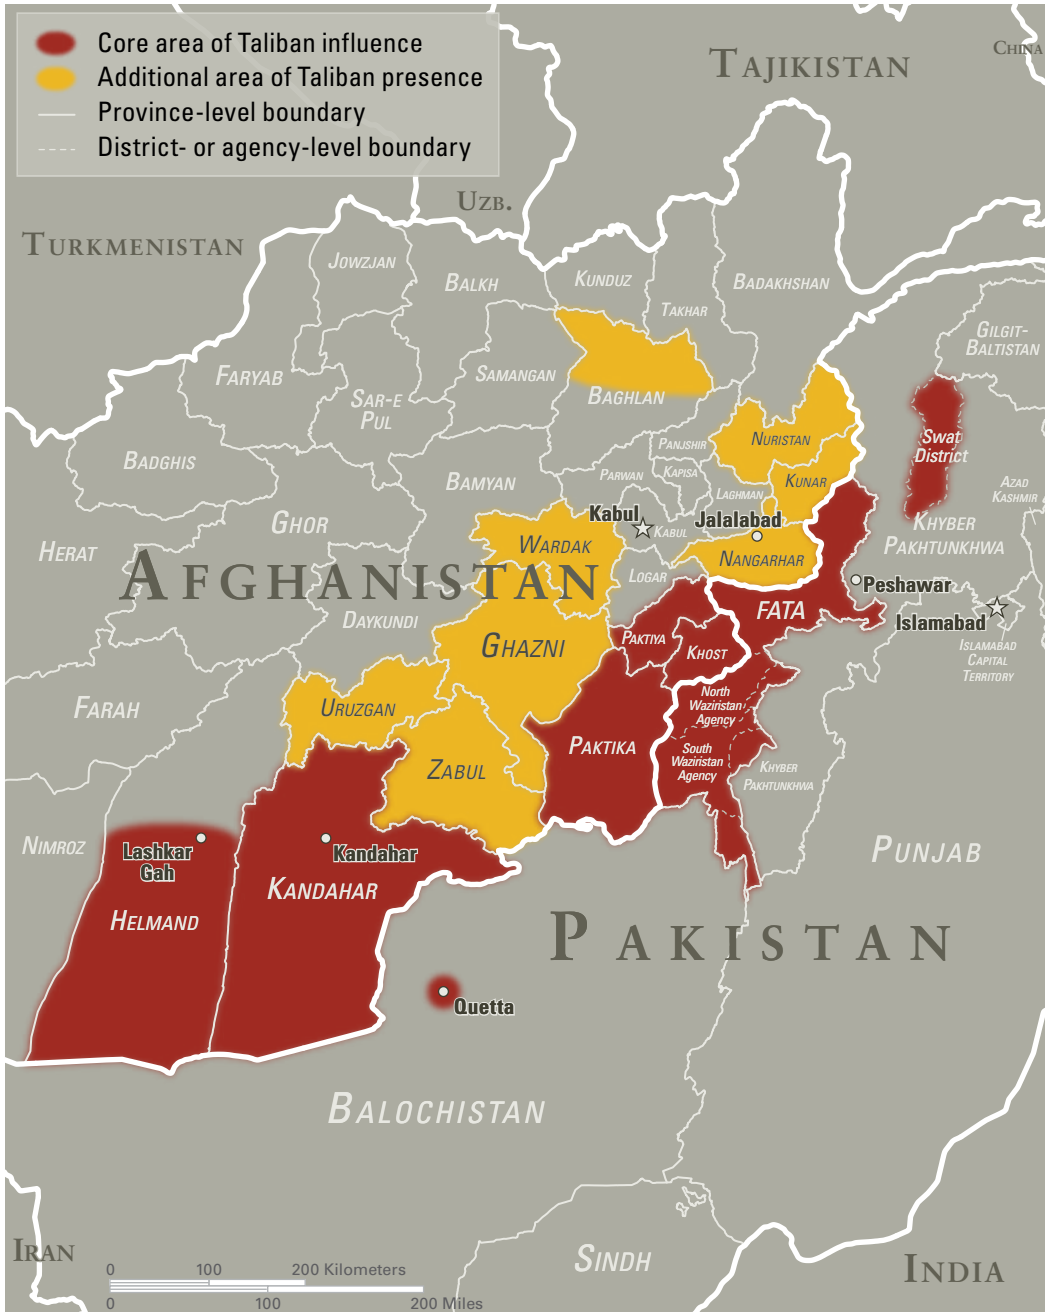 Core area of Taliban influence
Additional area of Taliban presence
Province-level boundary
District- or agency-level boundary
TAJIKISTAN
CHINA
UZB.
TURKMENISTAN
JOWZJAN
BALKH
KUNDUZ
BADAKHSHAN
TAKHAR
GILGIT-
BALTISTAN
FARYAB
SAMANGAN
SAR-E
PUL
BAGHLAN
Swat
District
NURISTAN
PANJSHIR
BADGHIS
BAMYAN
PARWAN
KAPISA
KUNAR
AZAD
KASHMIR
LAGHMAN
Kabul
KABUL
Jalalabad
GHOR
KHYBER
PAKHTUNKHWA
HERAT
WARDAK
NANGARHAR
AFGHANISTAN
LOGAR
Peshawar
FATA
Islamabad
DAYKUNDI
GHAZNI
PAKTIYA
KHOST
ISLAMABAD
CAPITAL
TERRITORY
FARAH
URUZGAN
North
Waziristan
Agency
PAKTIKA
South
Waziristan
Agency
ZABUL
KHYBER
PAKHTUNKHWA
NIMROZ
Lashkar
Gah
Kandahar
KANDAHAR
PUNJAB
HELMAND
PAKISTAN
Quetta
BALOCHISTAN
IRAN
SINDH
INDIA
0 100 200 Kilometers
0 100 200 Miles